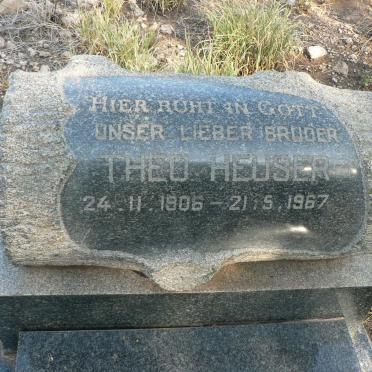 HIER RUHT IN GOTT
UNSER LIEBER BRUDER
THEO HEUSER
24.11.1906-21.5.1967